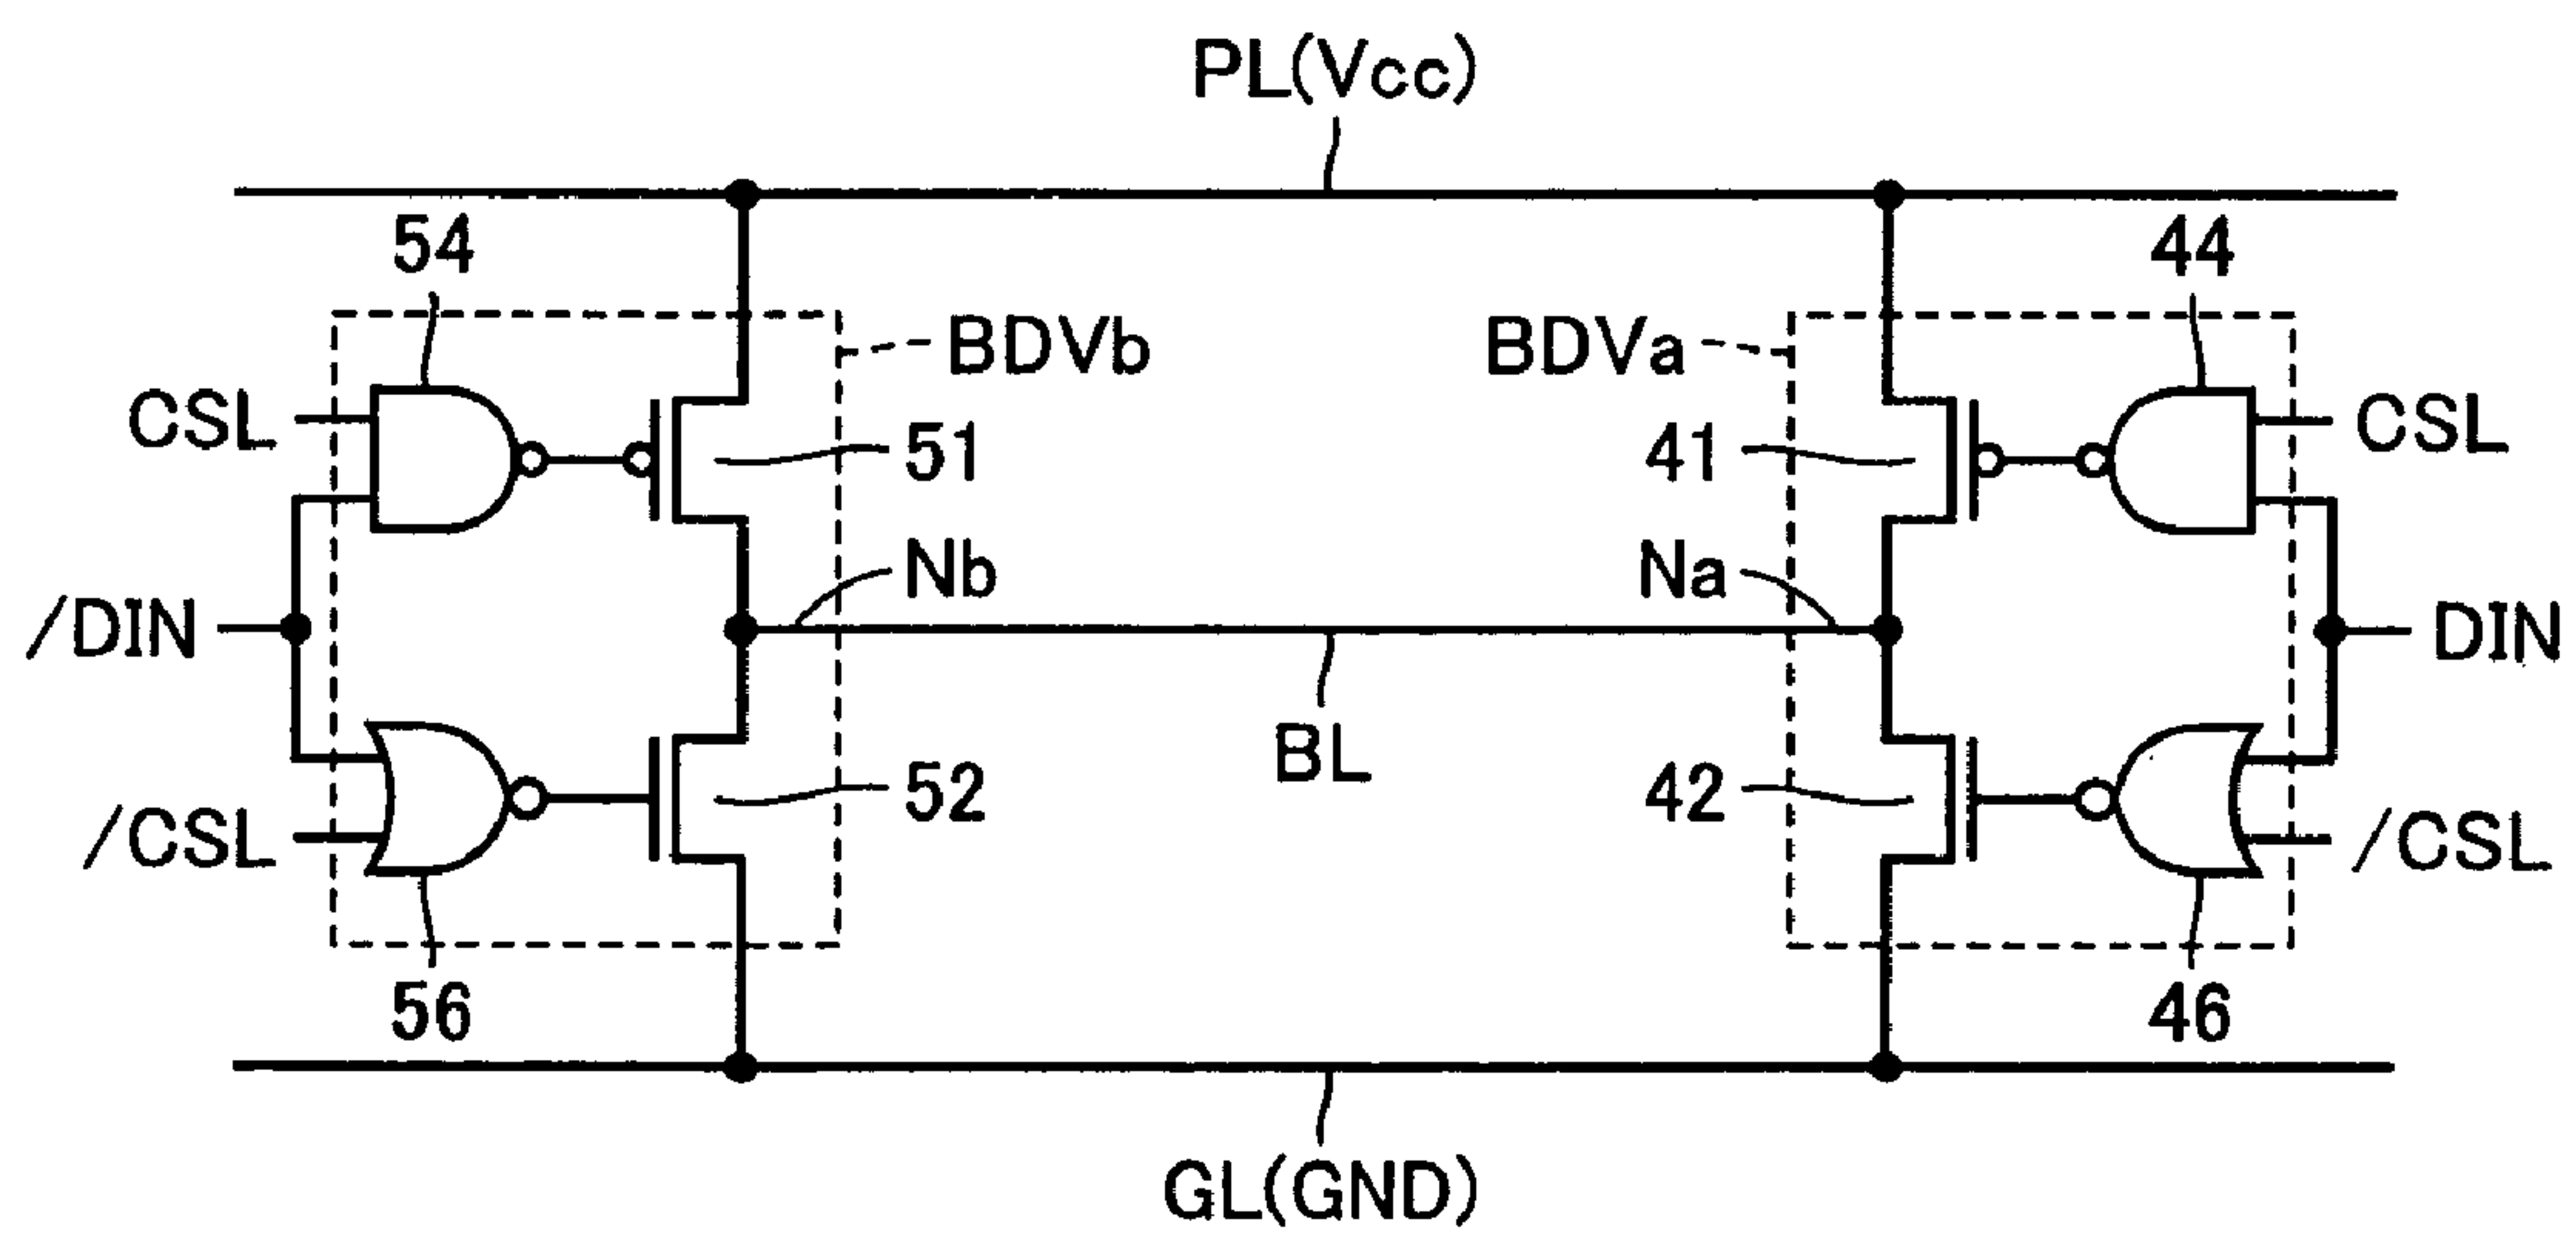 PL(Vcc)
54
44
BDVb
BDVa
CSL
51
41
CSL
Nb
Na
/DIN
DIN
BL
52
42
/CSL
/CSL
56
46
GL(GND)